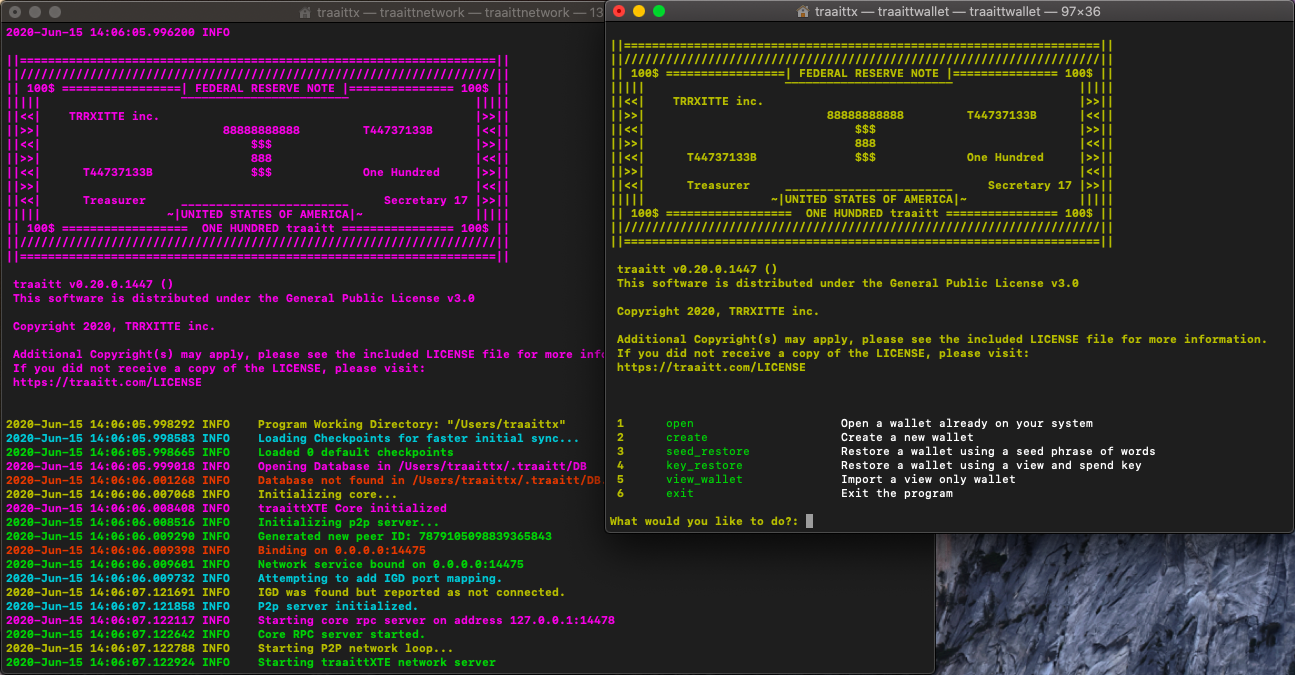 traaittx — traaittnetwork — traaittnetwork — 13
2020-Jun-15 14:06:05.996200 INFO
||====================================================================||
||////////////////////////////////////////////////////////////////////||
|| 100$ =================| FEDERAL RESERVE NOTE |=============== 100$ ||
||||| ‾‾‾‾‾‾‾‾‾‾‾‾‾‾‾‾‾‾‾‾‾‾‾‾ |||||
||<<| TRRXITTE inc. |>>||
||>>| 88888888888 T44737133B |<<||
||<<| $$$ |>>||
||>>| 888 |<<||
||<<| T44737133B $$$ One Hundred |>>||
||>>| |<<||
||<<| Treasurer ________________________ Secretary 17 |>>||
||||| ~|UNITED STATES OF AMERICA|~ |||||
|| 100$ ================== ONE HUNDRED traaitt ================ 100$ ||
||////////////////////////////////////////////////////////////////////||
||====================================================================||
traaitt v0.20.0.1447 ()
This software is distributed under the General Public License v3.0
Copyright 2020, TRRXITTE inc.
Additional Copyright(s) may apply, please see the included LICENSE file for more info
If you did not receive a copy of the LICENSE, please visit:
https://traaitt.com/LICENSE
2020-Jun-15 14:06:05.998292 INFO Program Working Directory: "/Users/traaittx"
2020-Jun-15 14:06:05.998583 INFO Loading Checkpoints for faster initial sync...
2020-Jun-15 14:06:05.998665 INFO Loaded 0 default checkpoints
2020-Jun-15 14:06:05.999018 INFO Opening Database in /Users/traaittx/.traaitt/DB
2020-Jun-15 14:06:06.001268 INFO Database not found in /Users/traaittx/.traaitt/DB.
2020-Jun-15 14:06:06.007068 INFO Initializing core...
2020-Jun-15 14:06:06.008408 INFO traaittXTE Core initialized
2020-Jun-15 14:06:06.008516 INFO Initializing p2p server...
2020-Jun-15 14:06:06.009290 INFO Generated new peer ID: 7879105098839365843
2020-Jun-15 14:06:06.009398 INFO Binding on 0.0.0.0:14475
2020-Jun-15 14:06:06.009601 INFO Network service bound on 0.0.0.0:14475
2020-Jun-15 14:06:06.009732 INFO Attempting to add IGD port mapping.
2020-Jun-15 14:06:07.121691 INFO IGD was found but reported as not connected.
2020-Jun-15 14:06:07.121858 INFO P2p server initialized.
2020-Jun-15 14:06:07.122117 INFO Starting core rpc server on address 127.0.0.1:14478
2020-Jun-15 14:06:07.122642 INFO Core RPC server started.
2020-Jun-15 14:06:07.122788 INFO Starting P2P network loop...
2020-Jun-15 14:06:07.122924 INFO Starting traaittXTE network server
traaittx — traaittwallet — traaittwallet — 97×36
||====================================================================||
||////////////////////////////////////////////////////////////////////||
|| 100$ =================| FEDERAL RESERVE NOTE |=============== 100$ ||
||||| ‾‾‾‾‾‾‾‾‾‾‾‾‾‾‾‾‾‾‾‾‾‾‾‾ |||||
||<<| TRRXITTE inc. |>>||
||>>| 88888888888 T44737133B |<<||
||<<| $$$ |>>||
||>>| 888 |<<||
||<<| T44737133B $$$ One Hundred |>>||
||>>| |<<||
||<<| Treasurer ________________________ Secretary 17 |>>||
||||| ~|UNITED STATES OF AMERICA|~ |||||
|| 100$ ================== ONE HUNDRED traaitt ================ 100$ ||
||////////////////////////////////////////////////////////////////////||
||====================================================================||
traaitt v0.20.0.1447 ()
This software is distributed under the General Public License v3.0
Copyright 2020, TRRXITTE inc.
Additional Copyright(s) may apply, please see the included LICENSE file for more information.
If you did not receive a copy of the LICENSE, please visit:
https://traaitt.com/LICENSE
1 open Open a wallet already on your system
2 create Create a new wallet
3 seed_restore Restore a wallet using a seed phrase of words
4 key_restore Restore a wallet using a view and spend key
5 view_wallet Import a view only wallet
6 exit Exit the program
What would you like to do?: